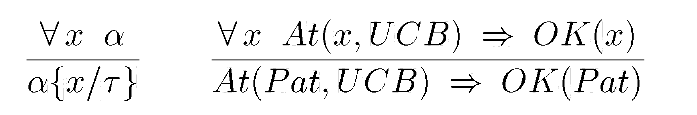 ∀ x α
α{x/τ}
∀ x At(x, UCB) ⇒ OK(x)
At(Pat, UCB) ⇒ OK(Pat)